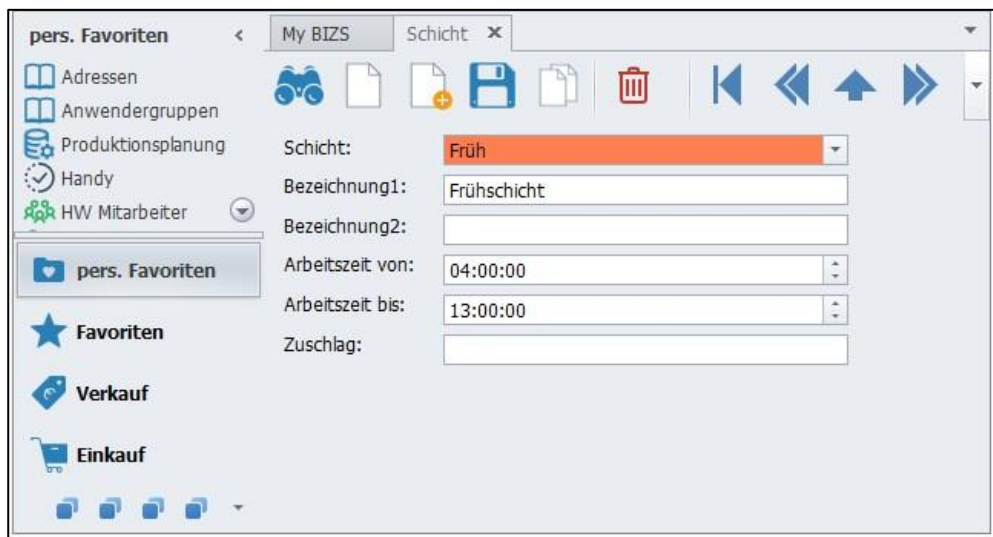 pers. Favoriten
Adressen
Anwendergruppen
Produktionsplanung
Handy
HW Mitarbeiter
pers. Favoriten
Favoriten
Verkauf
Einkauf
My BIZS Schicht
Schicht: Früh
Bezeichnung1: Frühschicht
Bezeichnung2:
Arbeitszeit von: 04:00:00
Arbeitszeit bis: 13:00:00
Zuschlag: